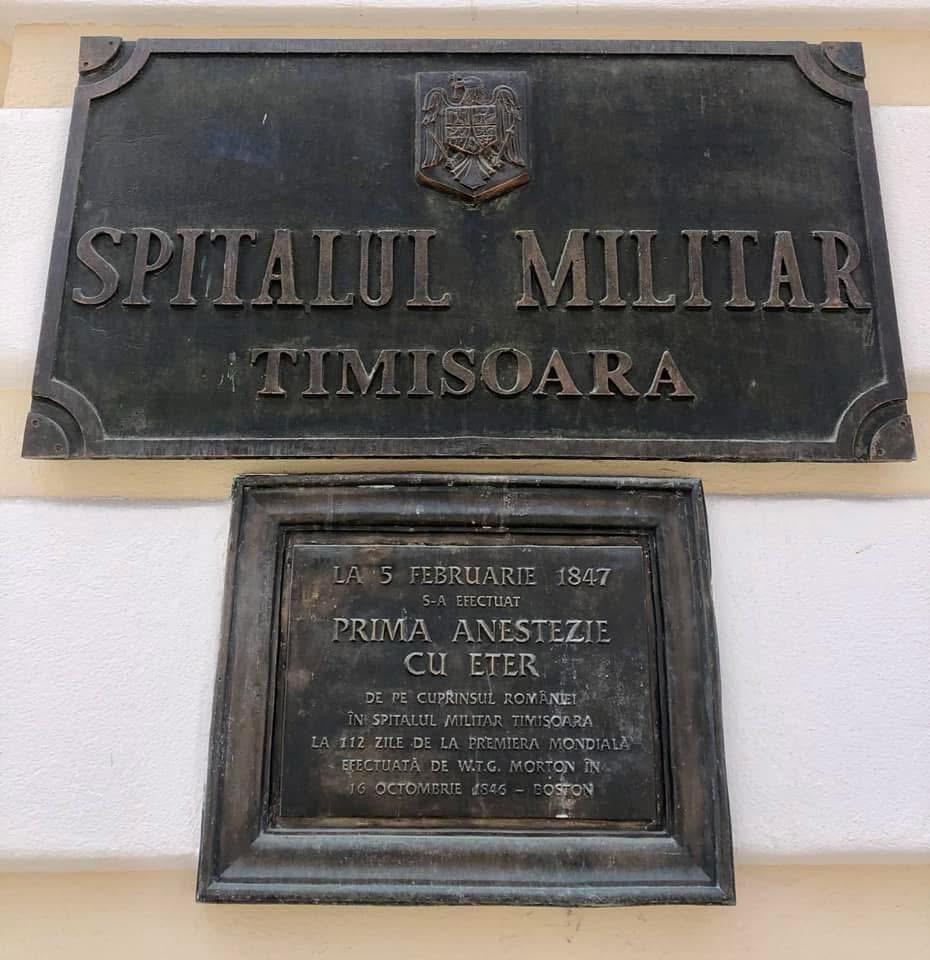 SPITALUL MILITAR
TIMISOARA
LA 5 FEBRUARIE 1847
S-A EFECTUAT
PRIMA ANESTEZIE
CU ETER
DE PE CUPRINSUL ROMÂNIEI
ÎN SPITALUL MILITAR TIMIȘOARA
LA 112 ZILE DE LA PREMIERA MONDIALĂ
EFECTUATĂ DE W.T.G. MORTON ÎN
16 OCTOMBRIE 1846 – BOSTON